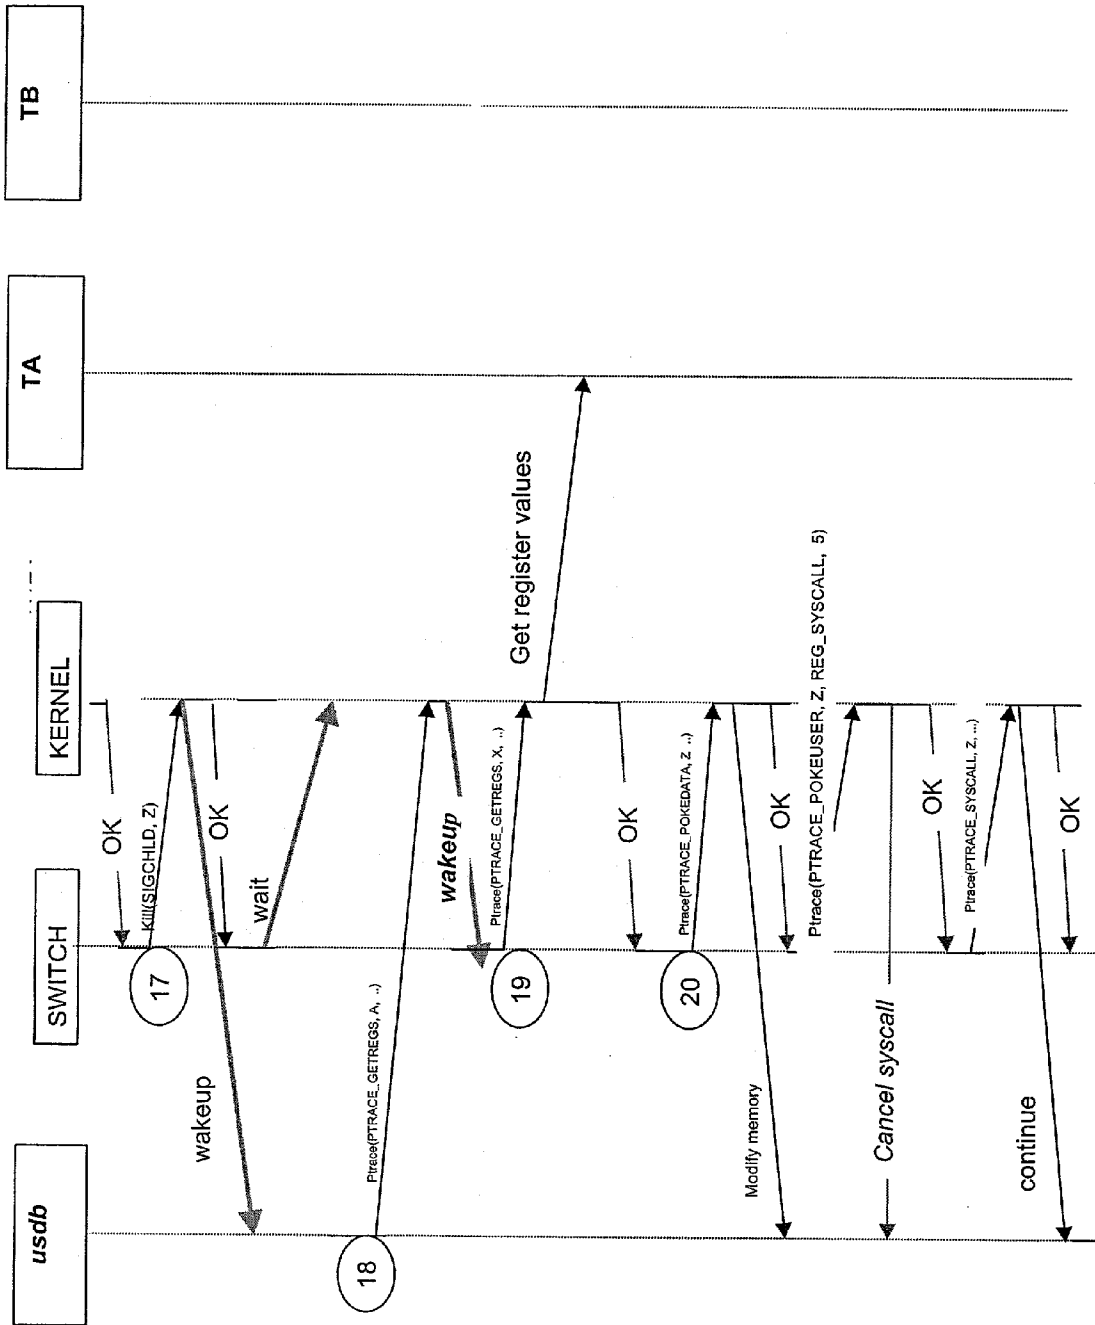 usdb
SWITCH
KERNEL
TA
TB
OK
17
Kill(SIGCHLD, Z)
wakeup
OK
wait
18
Ptrace(PTRACE_GETREGS, A, ..)
wakeup
19
Ptrace(PTRACE_GETREGS, X, ..)
Get register values
OK
20
Ptrace(PTRACE_POKEDATA, Z ..)
Modify memory
OK
Ptrace(PTRACE_POKEUSER, Z, REG_SYSCALL, 5)
Cancel syscall
OK
Ptrace(PTRACE_SYSCALL, Z, ...)
continue
OK